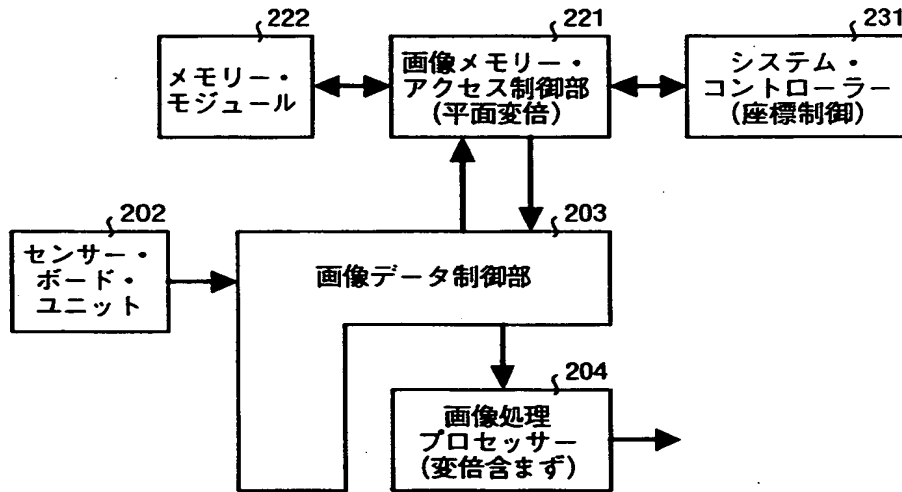 222
メモリー・
モジュール
221
画像メモリー・
アクセス制御部
(平面変倍)
231
システム・
コントローラー
(座標制御)
202
センサー・
ボード・
ユニット
203
画像データ制御部
204
画像処理
プロセッサー
(変倍含まず)